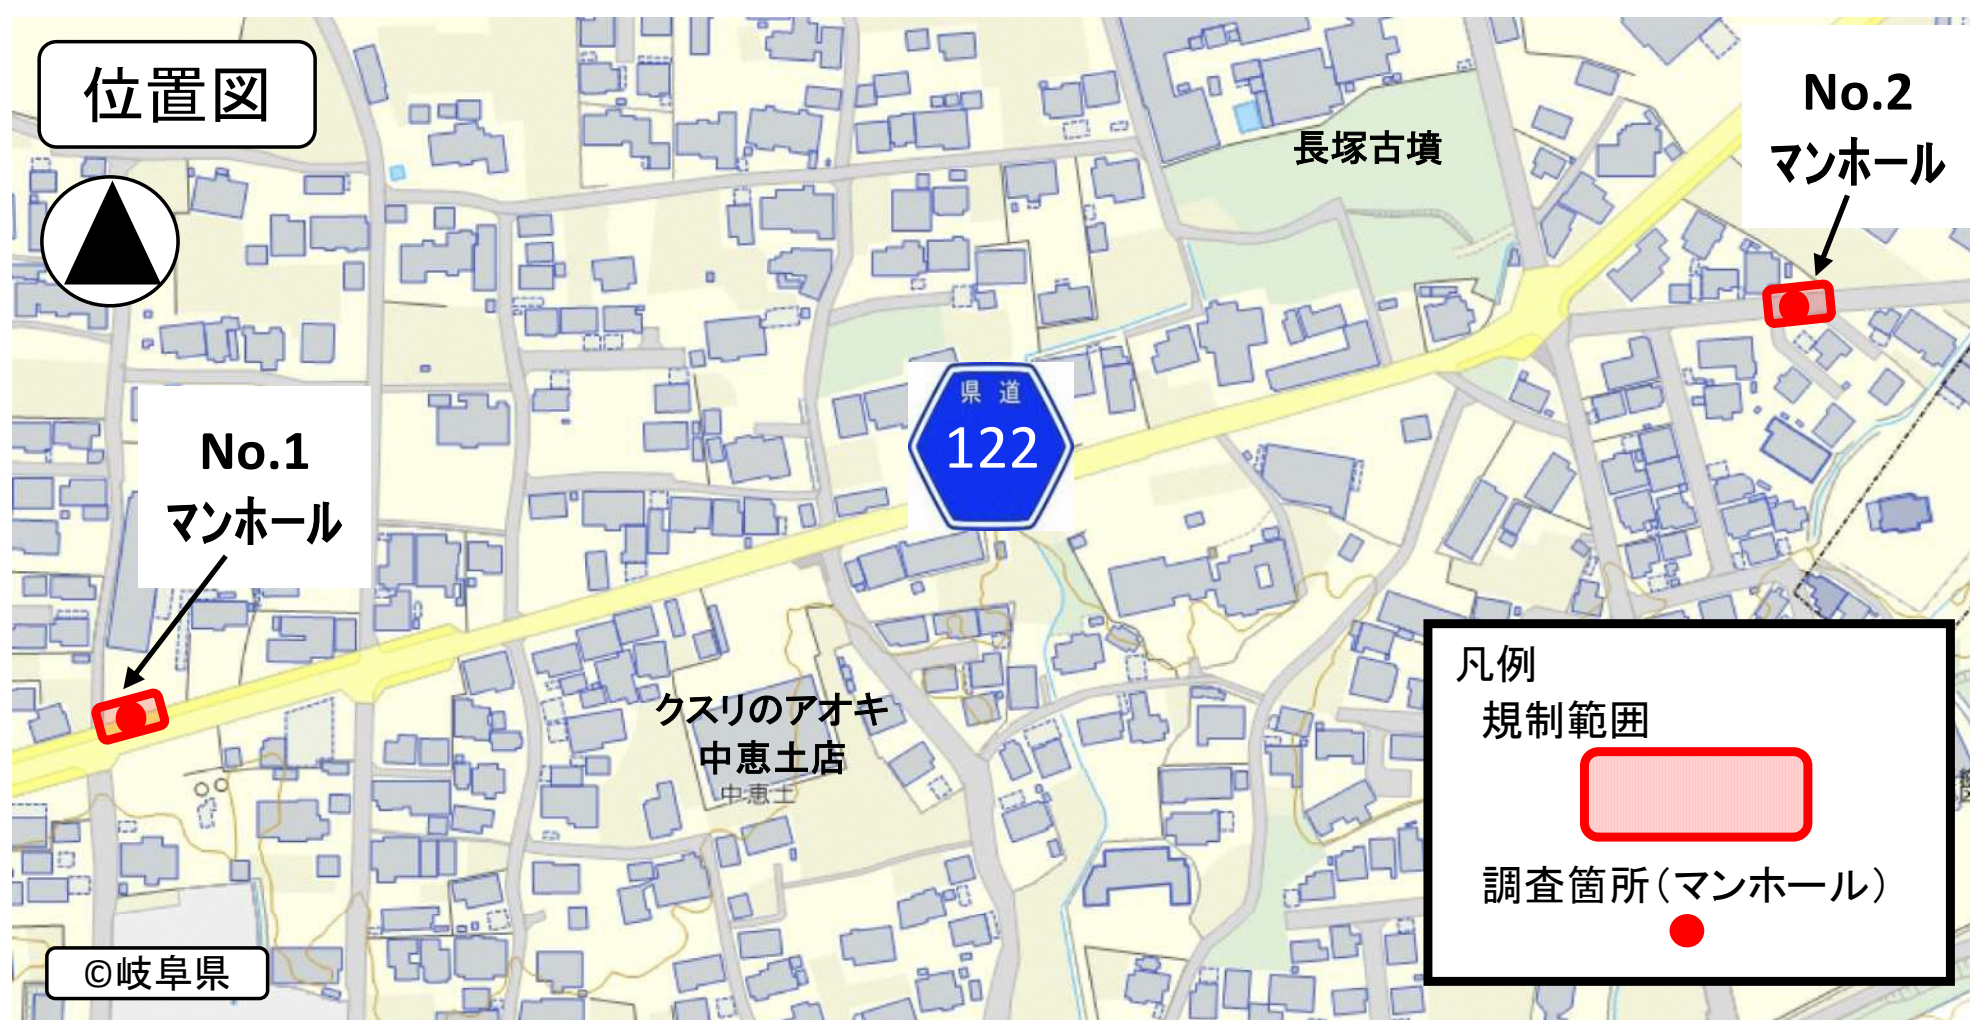 位置図
No.2
マンホール
長塚古墳
県道
122
No.1
マンホール
クスリのアオキ
中恵土店
中恵土
凡例
規制範囲
調査箇所（マンホール）
©岐阜県